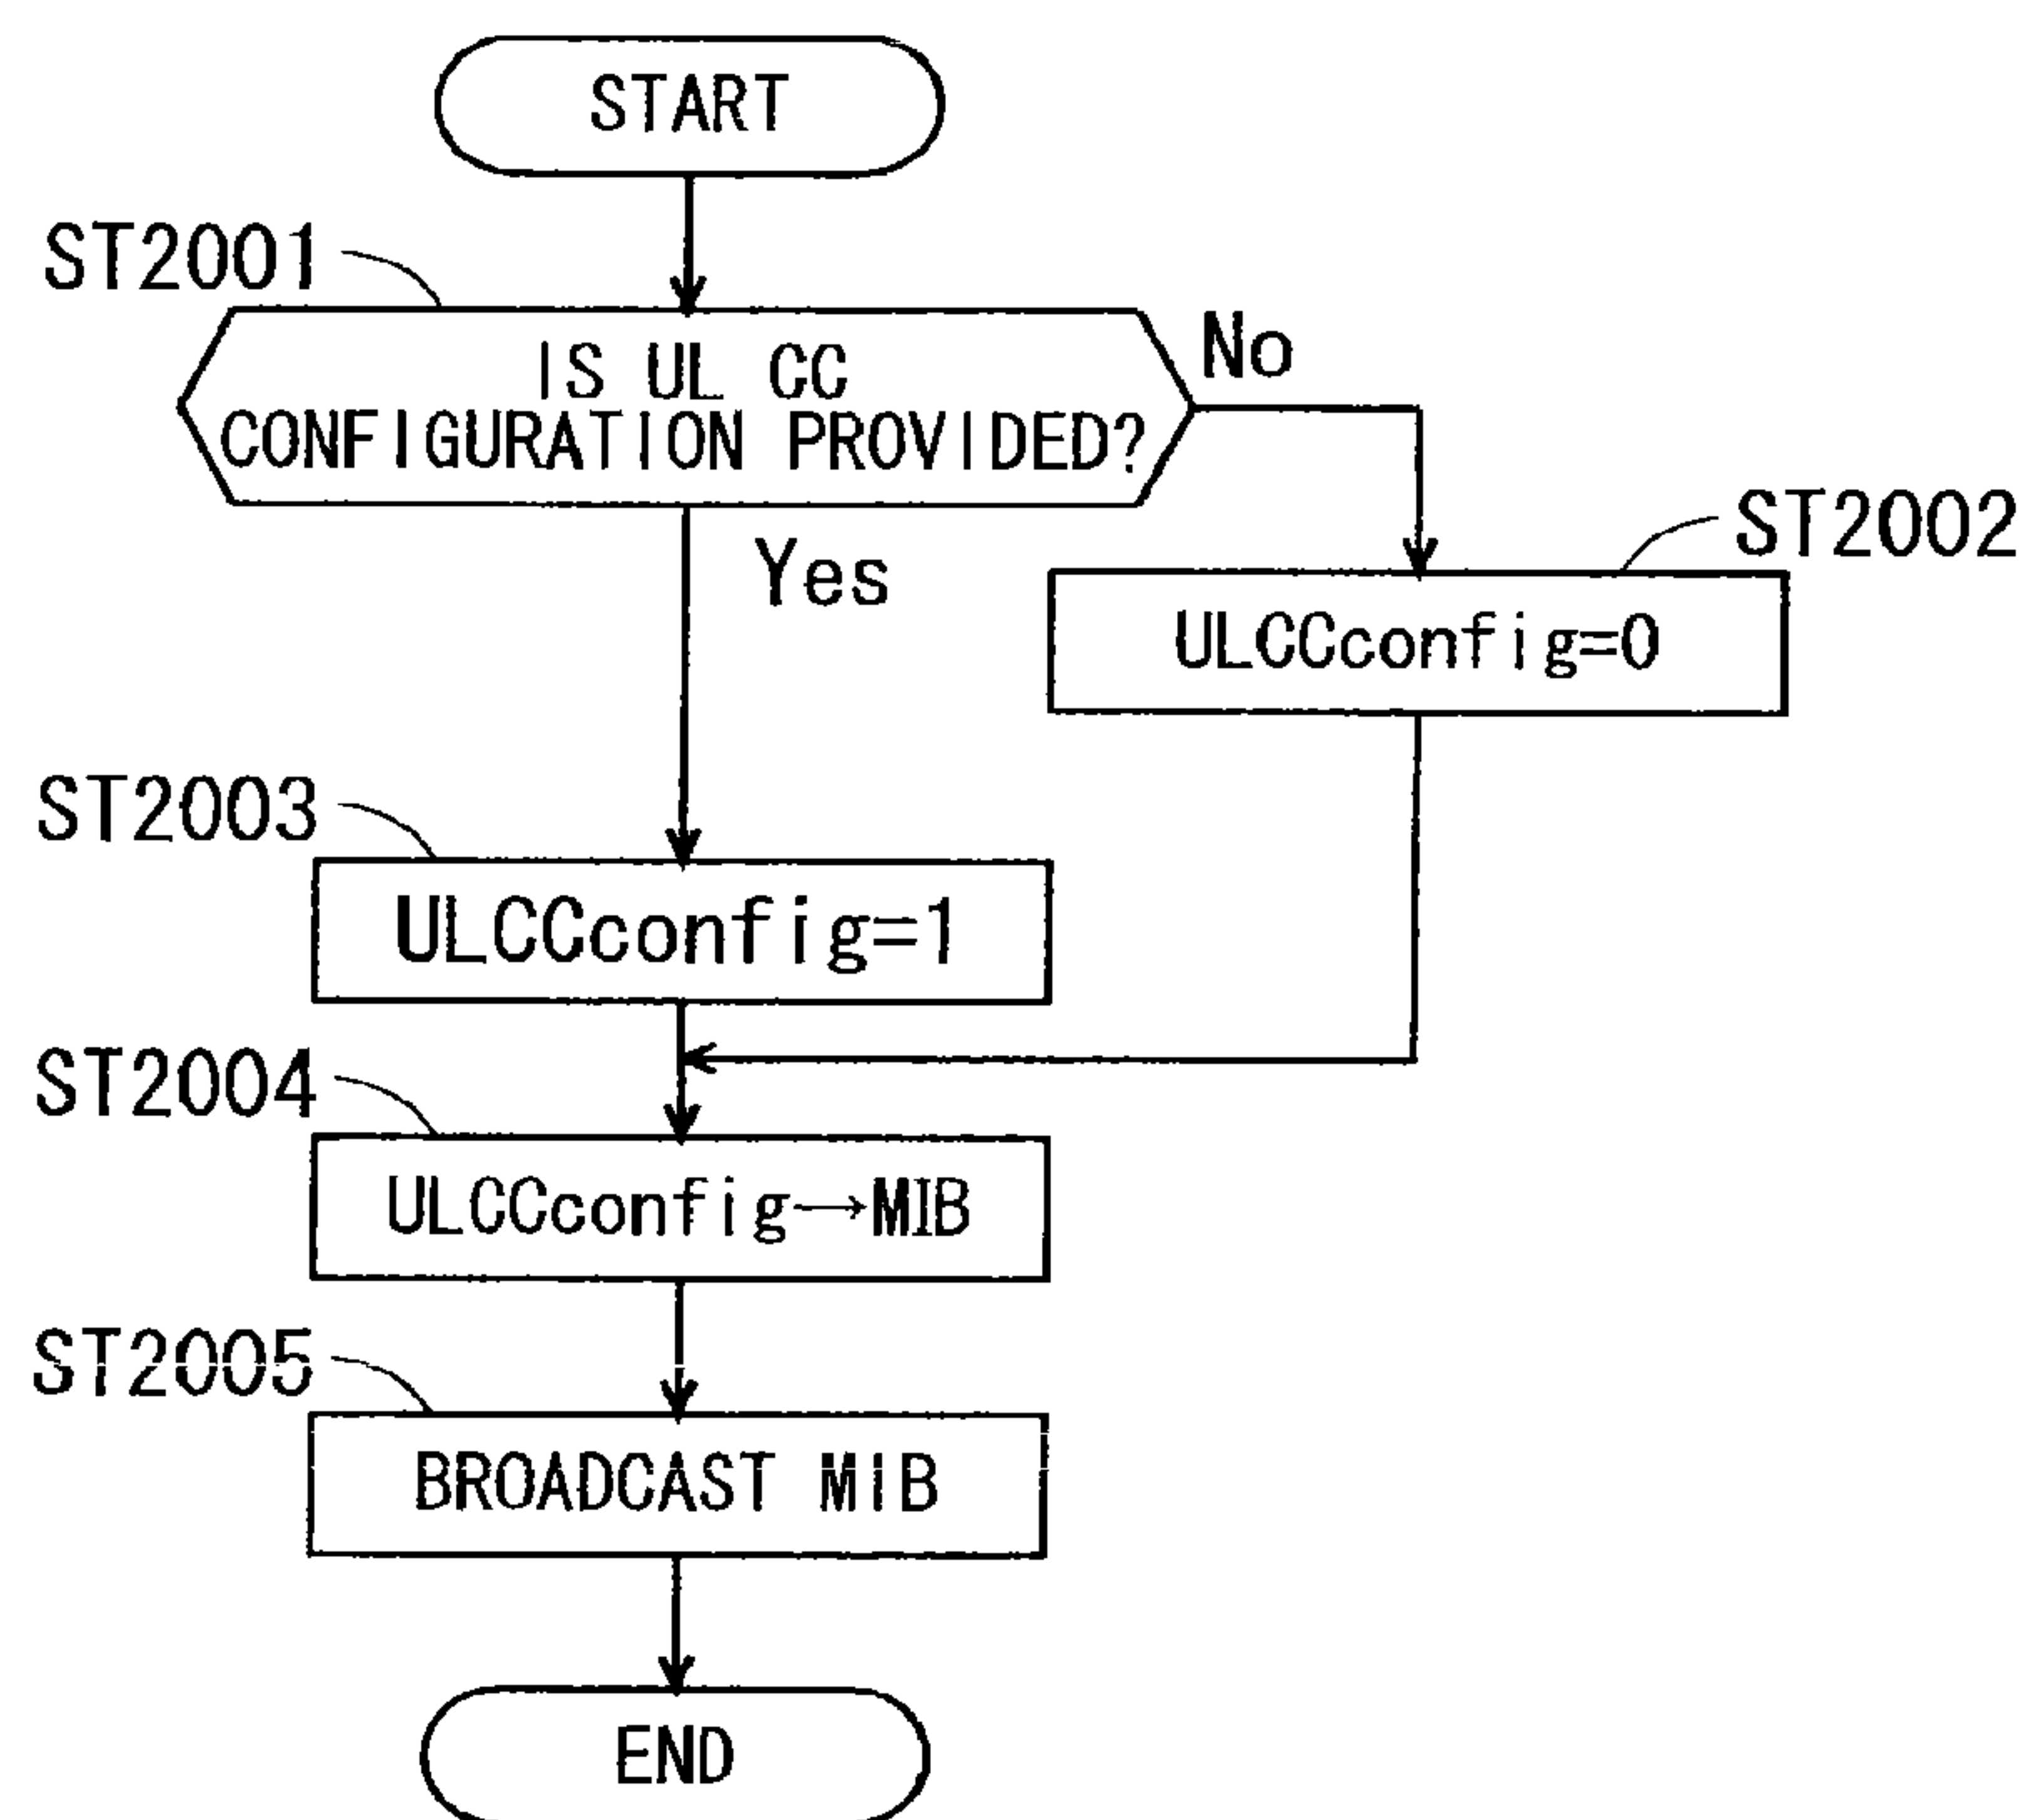 START
ST2001
IS UL CC
CONFIGURATION PROVIDED?
No
Yes
ST2002
ULCCconfig=0
ST2003
ULCCconfig=1
ST2004
ULCCconfig→MIB
ST2005
BROADCAST MIB
END